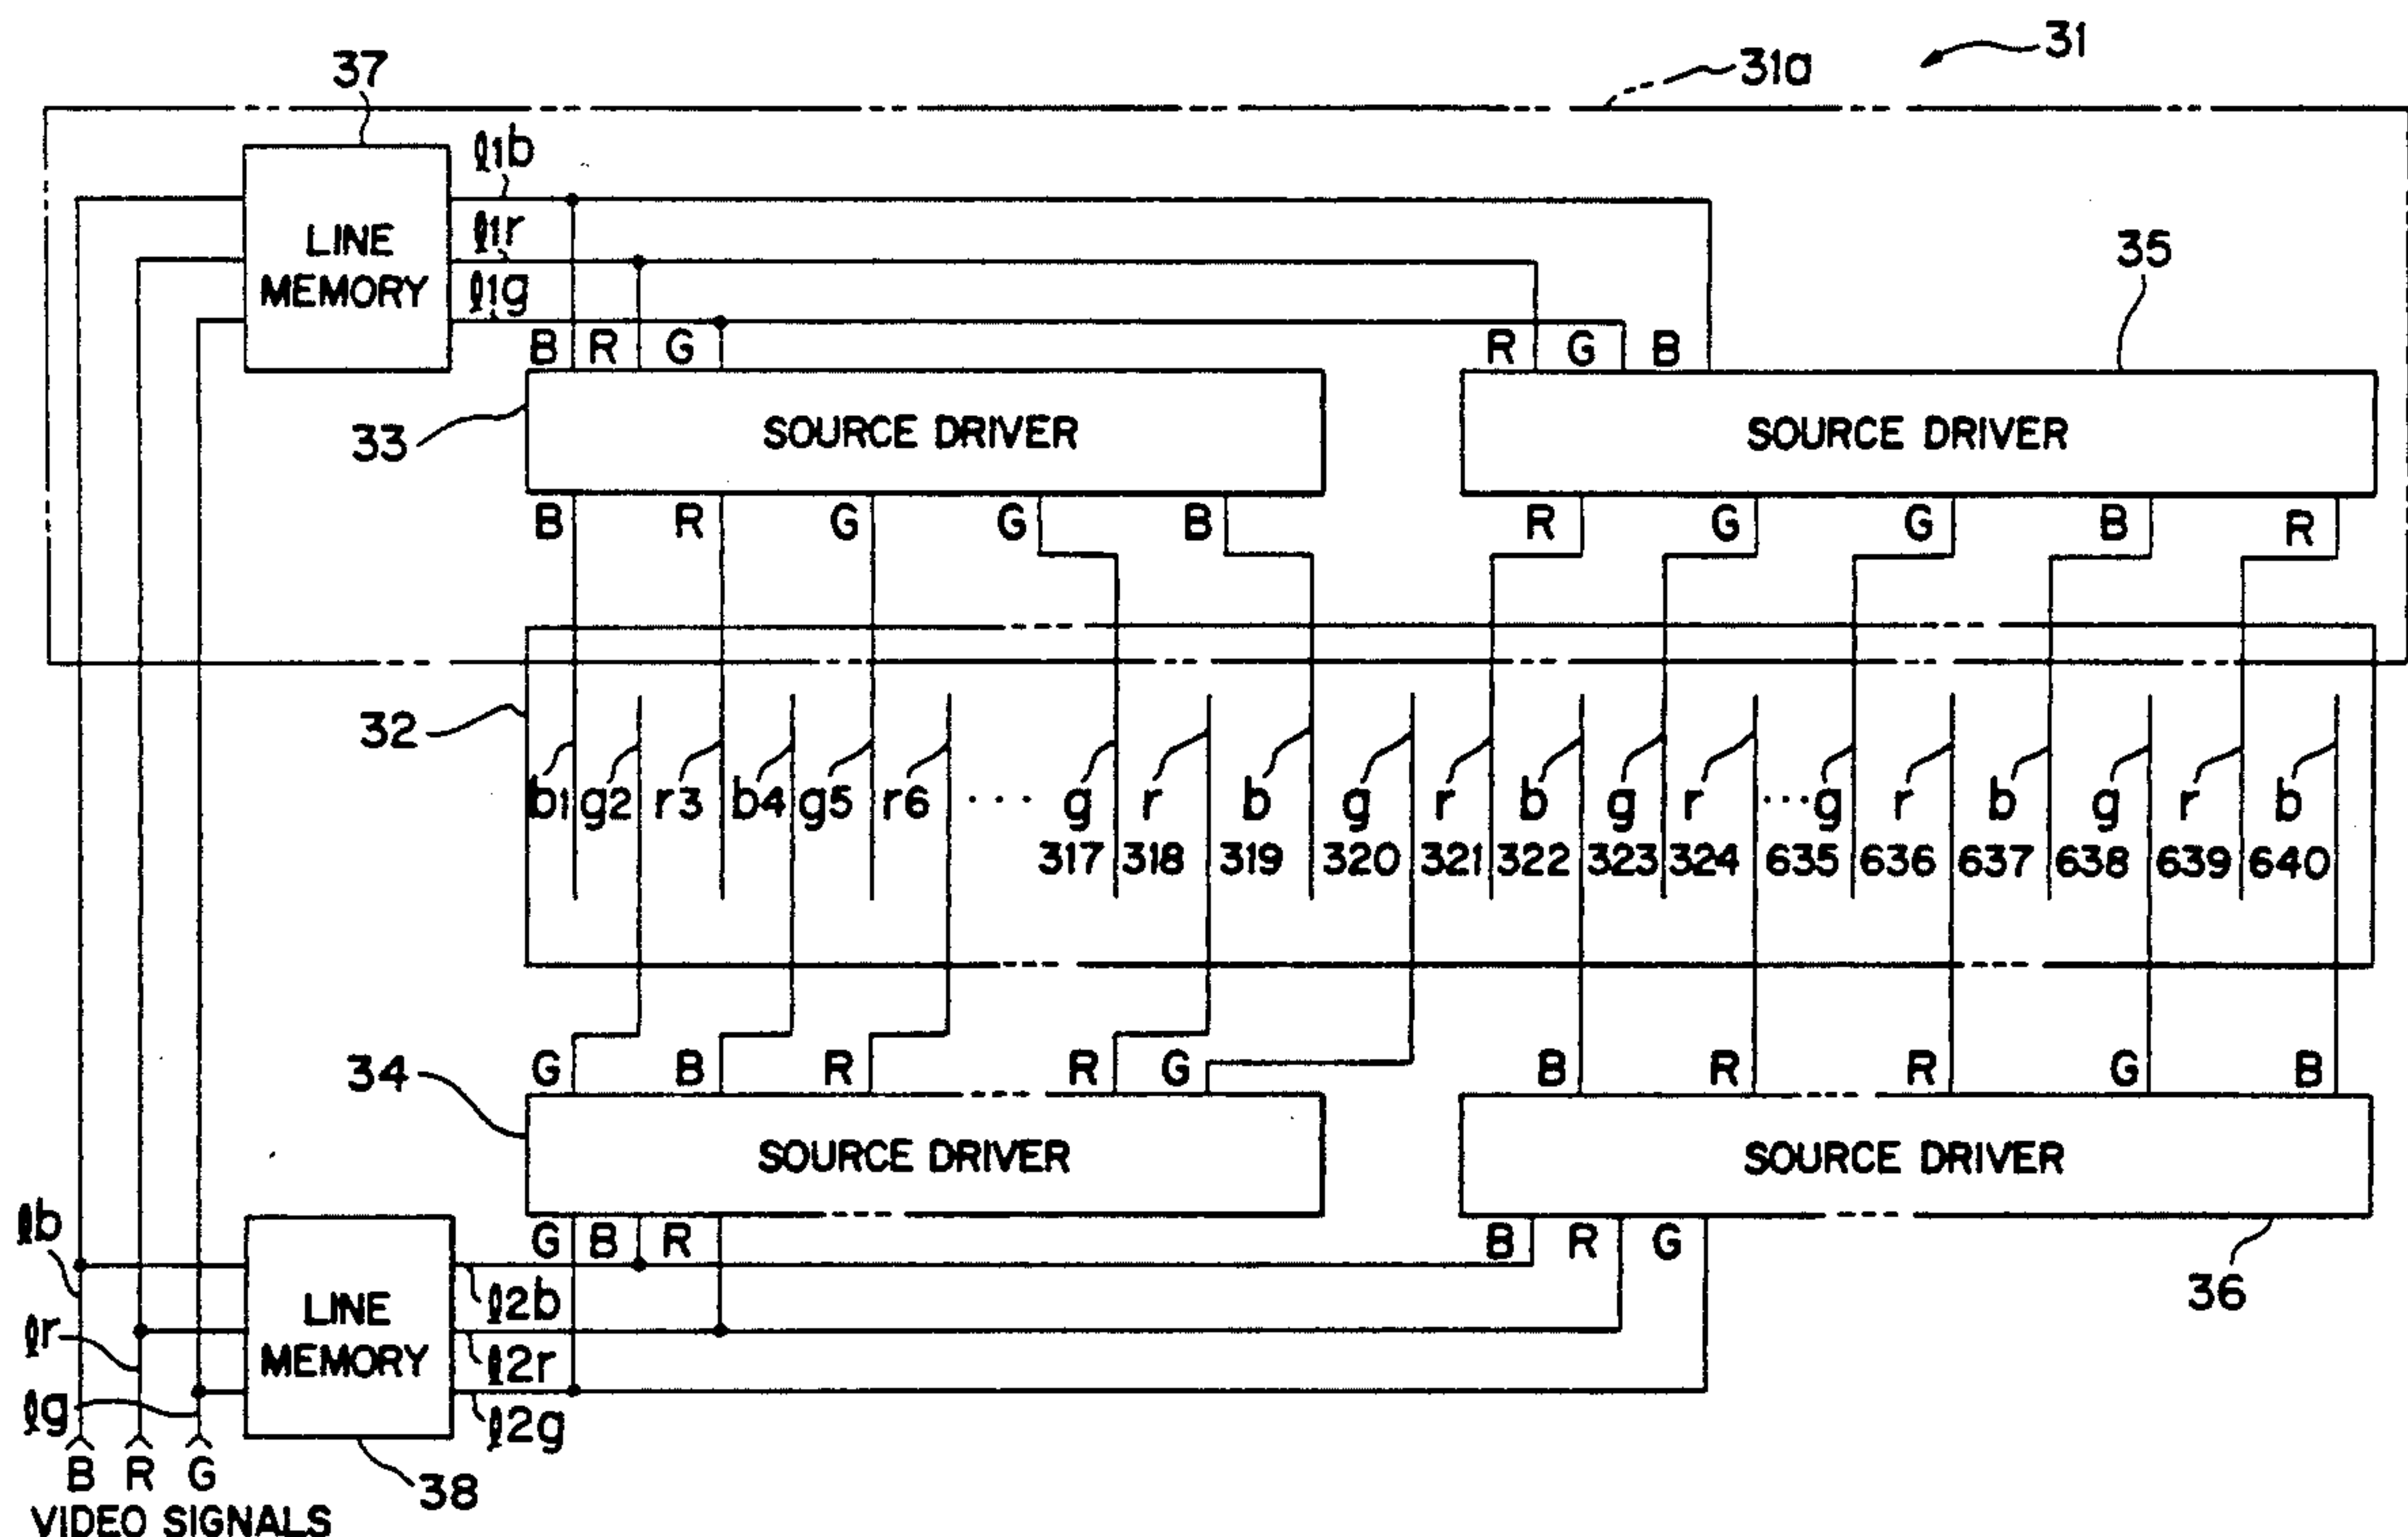 31
31a
37
ℓ1b
ℓ1r
ℓ1g
LINE
MEMORY
35
B R G
R G B
33
SOURCE DRIVER
SOURCE DRIVER
B R G G B
R G G B R
32
b1 g2 r3 b4 g5 r6 ... g r b g r b g r ... g r b g r b
317 318 319 320 321 322 323 324 635 636 637 638 639 640
34
G B R R G
B R R G B
SOURCE DRIVER
SOURCE DRIVER
G B R
B R G
36
ℓb
ℓr
ℓg
LINE
MEMORY
ℓ2b
ℓ2r
ℓ2g
38
B R G
VIDEO SIGNALS